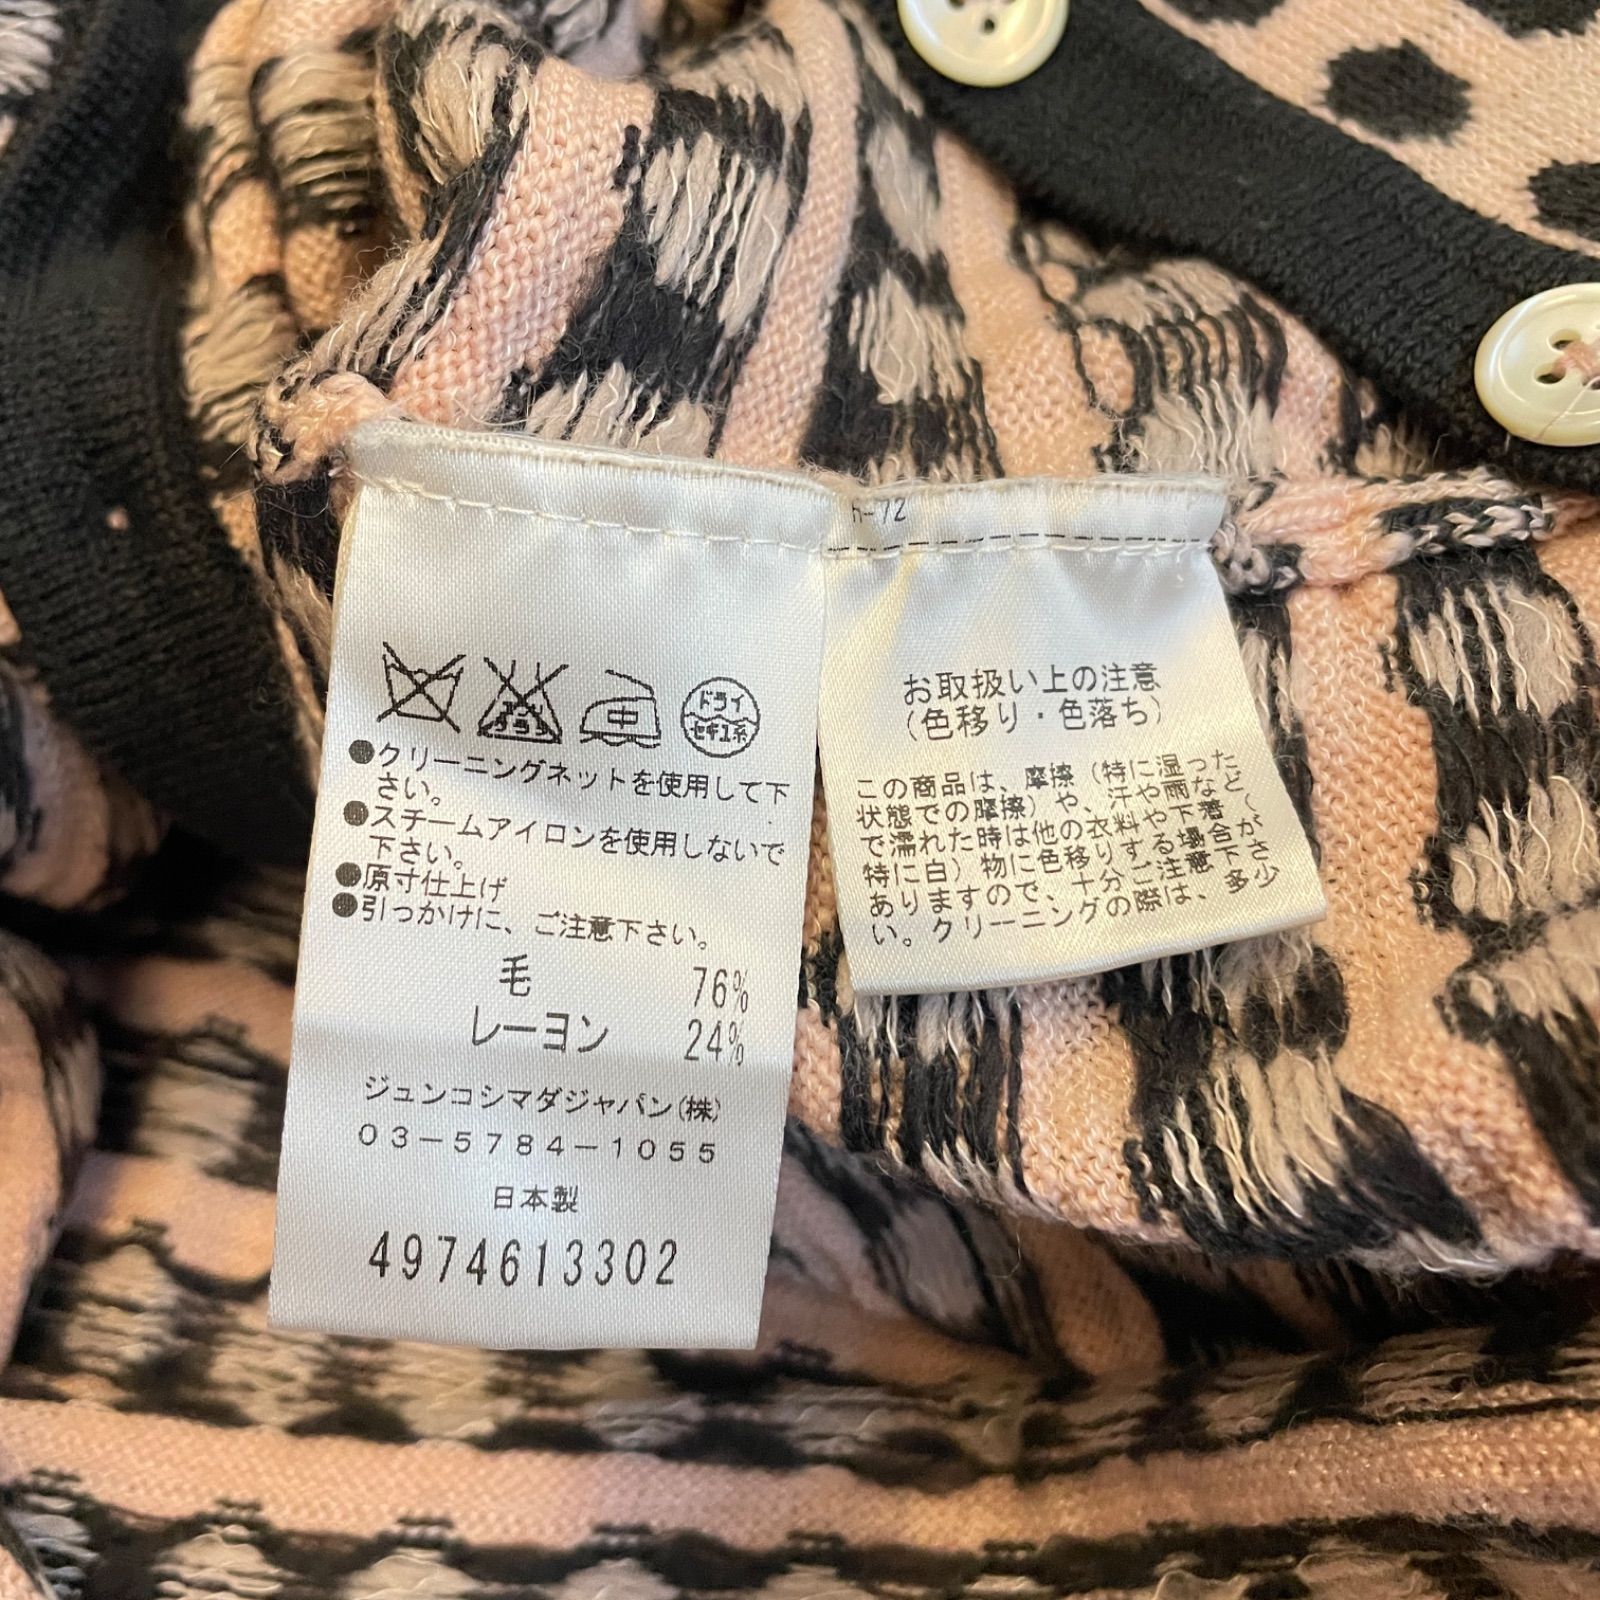 エンソ
サラシ
中
ドライ
セキユ系
●クリーニングネットを使用して下
さい。
●スチームアイロンを使用しないで
下さい。
●原寸仕上げ
●引っかけに、ご注意下さい。
毛 76%
レーヨン 24%
ジュンコシマダジャパン(株)
03-5784-1055
日本製
4974613302
お取扱い上の注意
(色移り・色落ち)
この商品は、摩擦(特に湿った
状態での摩擦)や、汗や雨など
で濡れた時は他の衣料や下着(
特に白)物に色移りする場合が
ありますので、十分ご注意下さ
い。クリーニングの際は、多少